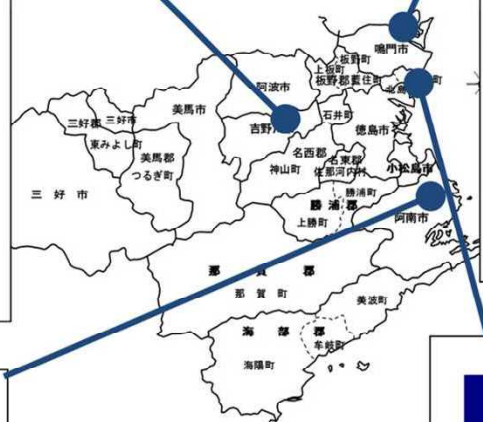 鳴門市
板野町
上板町
板野郡
藍住町
北島
町
阿波市
美馬市
吉野
石井町
徳島市
三好郡
三好市
東みよし町
美馬郡
つるぎ町
名西郡
神山町
名東郡
佐那河内村
小松島市
三好市
勝浦郡
勝浦町
上勝町
阿南市
那賀郡
那賀町
美波町
海部郡
牟岐町
海陽町